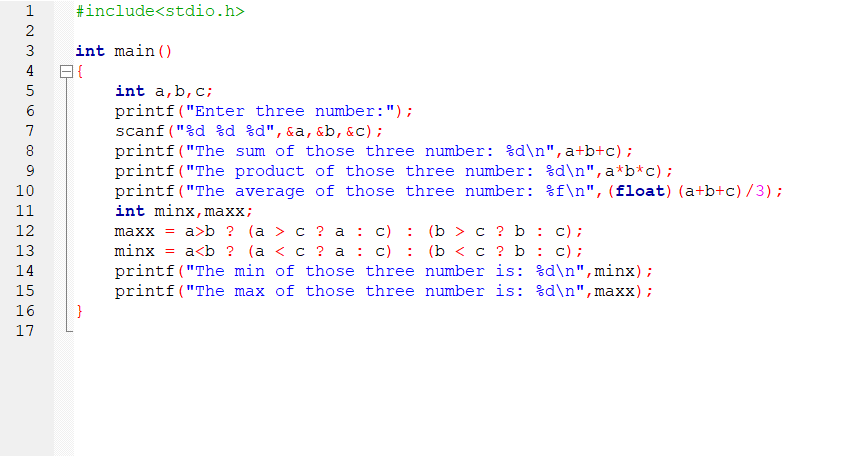 1 #include<stdio.h>
2
3 int main()
4 {
5     int a,b,c;
6     printf("Enter three number:");
7     scanf("%d %d %d",&a,&b,&c);
8     printf("The sum of those three number: %d\n",a+b+c);
9     printf("The product of those three number: %d\n",a*b*c);
10     printf("The average of those three number: %f\n",(float)(a+b+c)/3);
11     int minx,maxx;
12     maxx = a>b ? (a > c ? a : c) : (b > c ? b : c);
13     minx = a<b ? (a < c ? a : c) : (b < c ? b : c);
14     printf("The min of those three number is: %d\n",minx);
15     printf("The max of those three number is: %d\n",maxx);
16 }
17